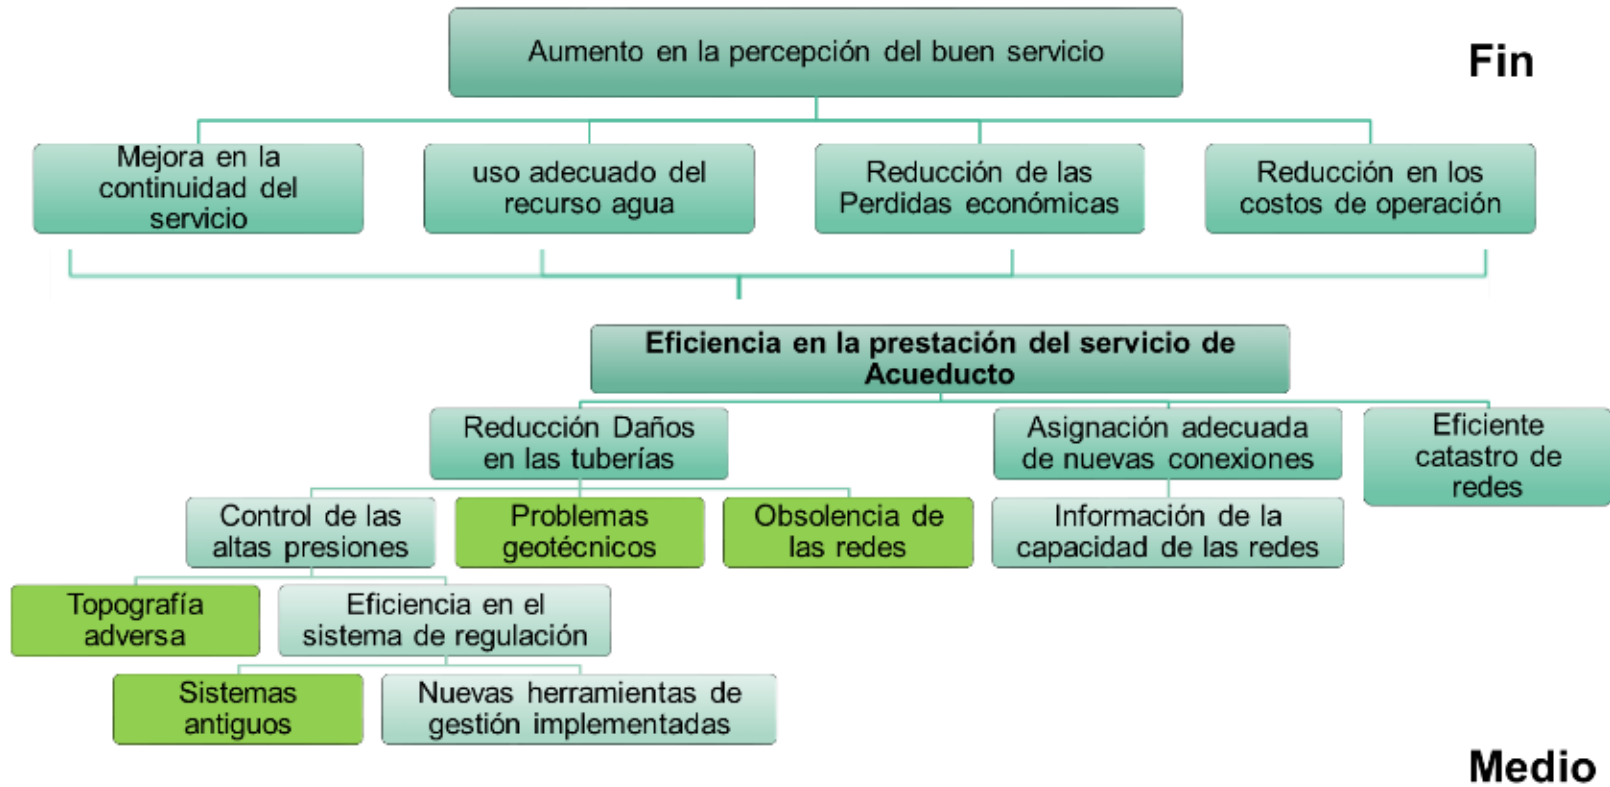 Aumento en la percepción del buen servicio
Fin
Mejora en la
continuidad del
servicio
uso adecuado del
recurso agua
Reducción de las
Perdidas económicas
Reducción en los
costos de operación
Eficiencia en la prestación del servicio de
Acueducto
Reducción Daños
en las tuberías
Asignación adecuada
de nuevas conexiones
Eficiente
catastro de
redes
Control de las
altas presiones
Problemas
geotécnicos
Obsolencia de
las redes
Información de la
capacidad de las redes
Topografía
adversa
Eficiencia en el
sistema de regulación
Sistemas
antiguos
Nuevas herramientas de
gestión implementadas
Medio